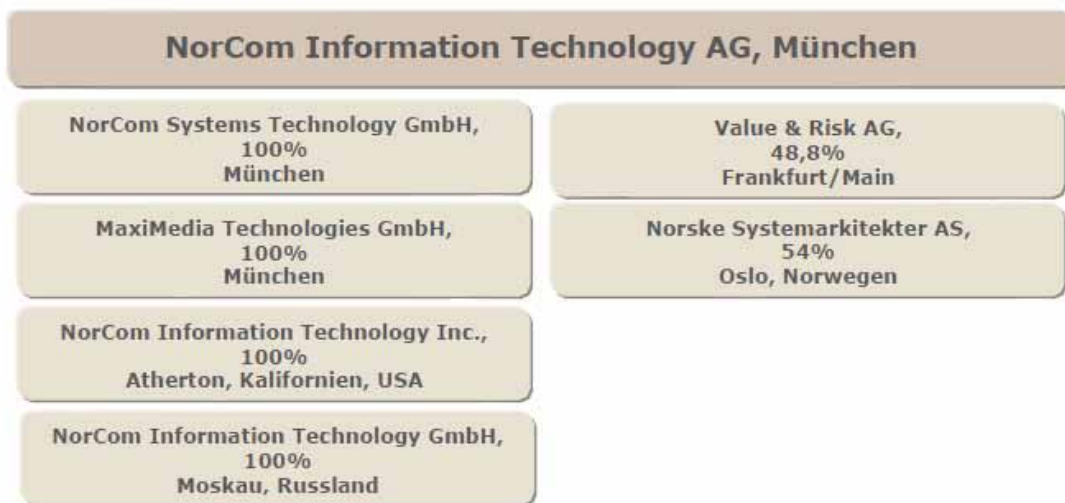 NorCom Information Technology AG, München
NorCom Systems Technology GmbH,
100%
München
MaxiMedia Technologies GmbH,
100%
München
NorCom Information Technology Inc.,
100%
Atherton, Kalifornien, USA
NorCom Information Technology GmbH,
100%
Moskau, Russland
Value & Risk AG,
48,8%
Frankfurt/Main
Norske Systemarkitekter AS,
54%
Oslo, Norwegen